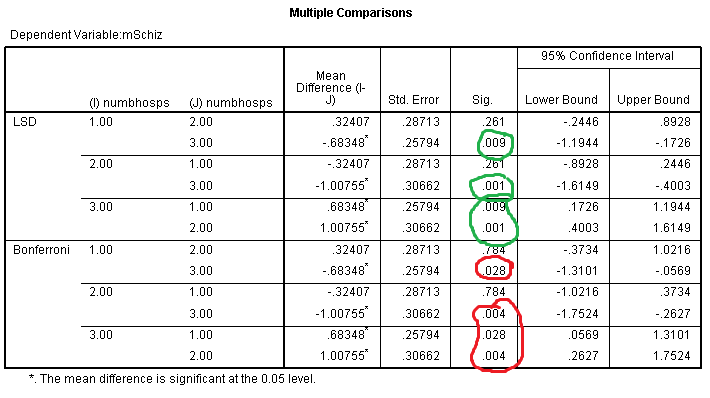 Multiple Comparisons
Dependent Variable:mSchiz
95% Confidence Interval
Mean Difference (I-J)
(I) numbhosps (J) numbhosps Std. Error Sig. Lower Bound Upper Bound
LSD 1.00 2.00 .32407 .28713 .261 -.2446 .8928
3.00 -.68348* .25794 .009 -1.1944 -.1726
2.00 1.00 -.32407 .28713 .261 -.8928 .2446
3.00 -1.00755* .30662 .001 -1.6149 -.4003
3.00 1.00 .68348* .25794 .009 .1726 1.1944
2.00 1.00755* .30662 .001 .4003 1.6149
Bonferroni 1.00 2.00 .32407 .28713 .784 -.3734 1.0216
3.00 -.68348* .25794 .028 -1.3101 -.0569
2.00 1.00 -.32407 .28713 .784 -1.0216 .3734
3.00 -1.00755* .30662 .004 -1.7524 -.2627
3.00 1.00 .68348* .25794 .028 .0569 1.3101
2.00 1.00755* .30662 .004 .2627 1.7524
*. The mean difference is significant at the 0.05 level.